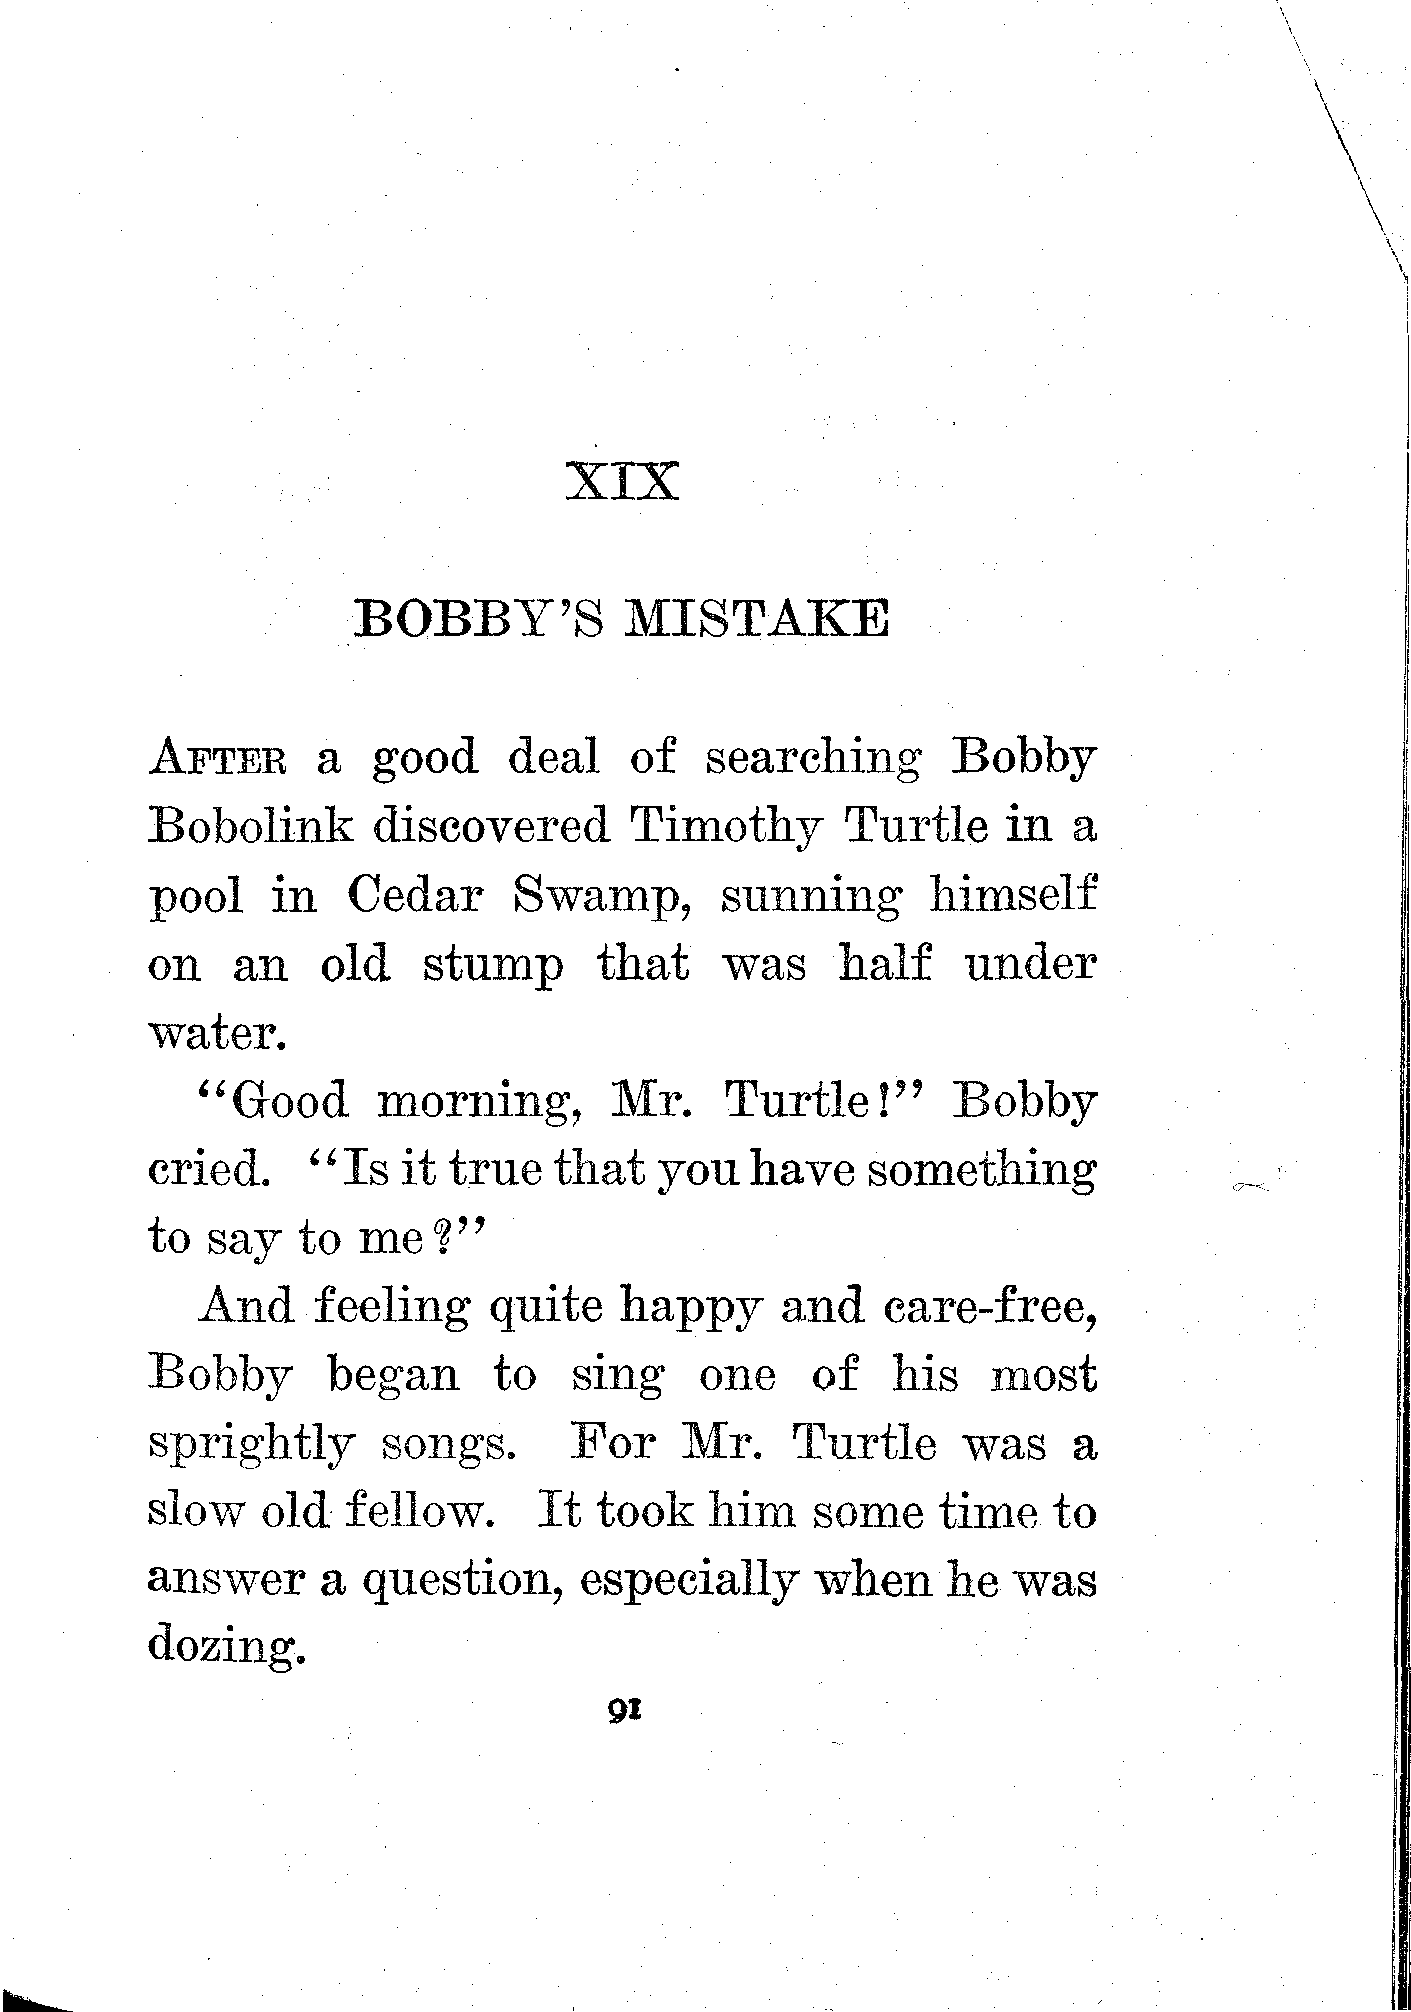 XIX
BOBBY'S MISTAKE
AFTER a good deal of searching Bobby
Bobolink discovered Timothy Turtle in a
pool in Cedar Swamp, sunning himself
on an old stump that was half under
water.
"Good morning, Mr. Turtle!" Bobby
cried. "Is it true that you have something
to say to me?"
And feeling quite happy and care-free,
Bobby began to sing one of his most
sprightly songs. For Mr. Turtle was a
slow old fellow. It took him some time to
answer a question, especially when he was
dozing.
91